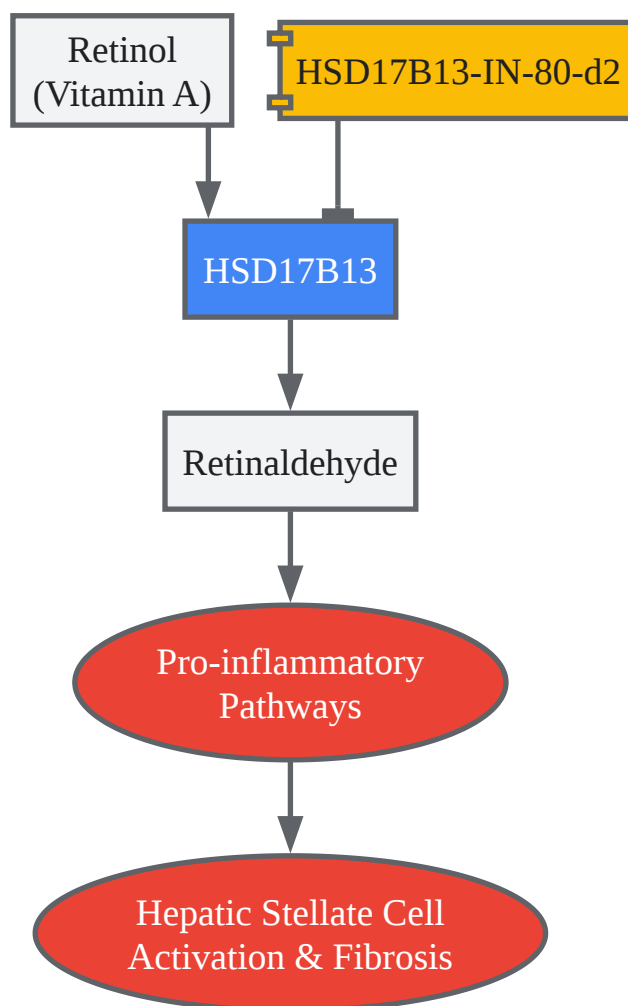 Retinol
(Vitamin A)
HSD17B13-IN-80-d2
HSD17B13
Retinaldehyde
Pro-inflammatory
Pathways
Hepatic Stellate Cell
Activation & Fibrosis